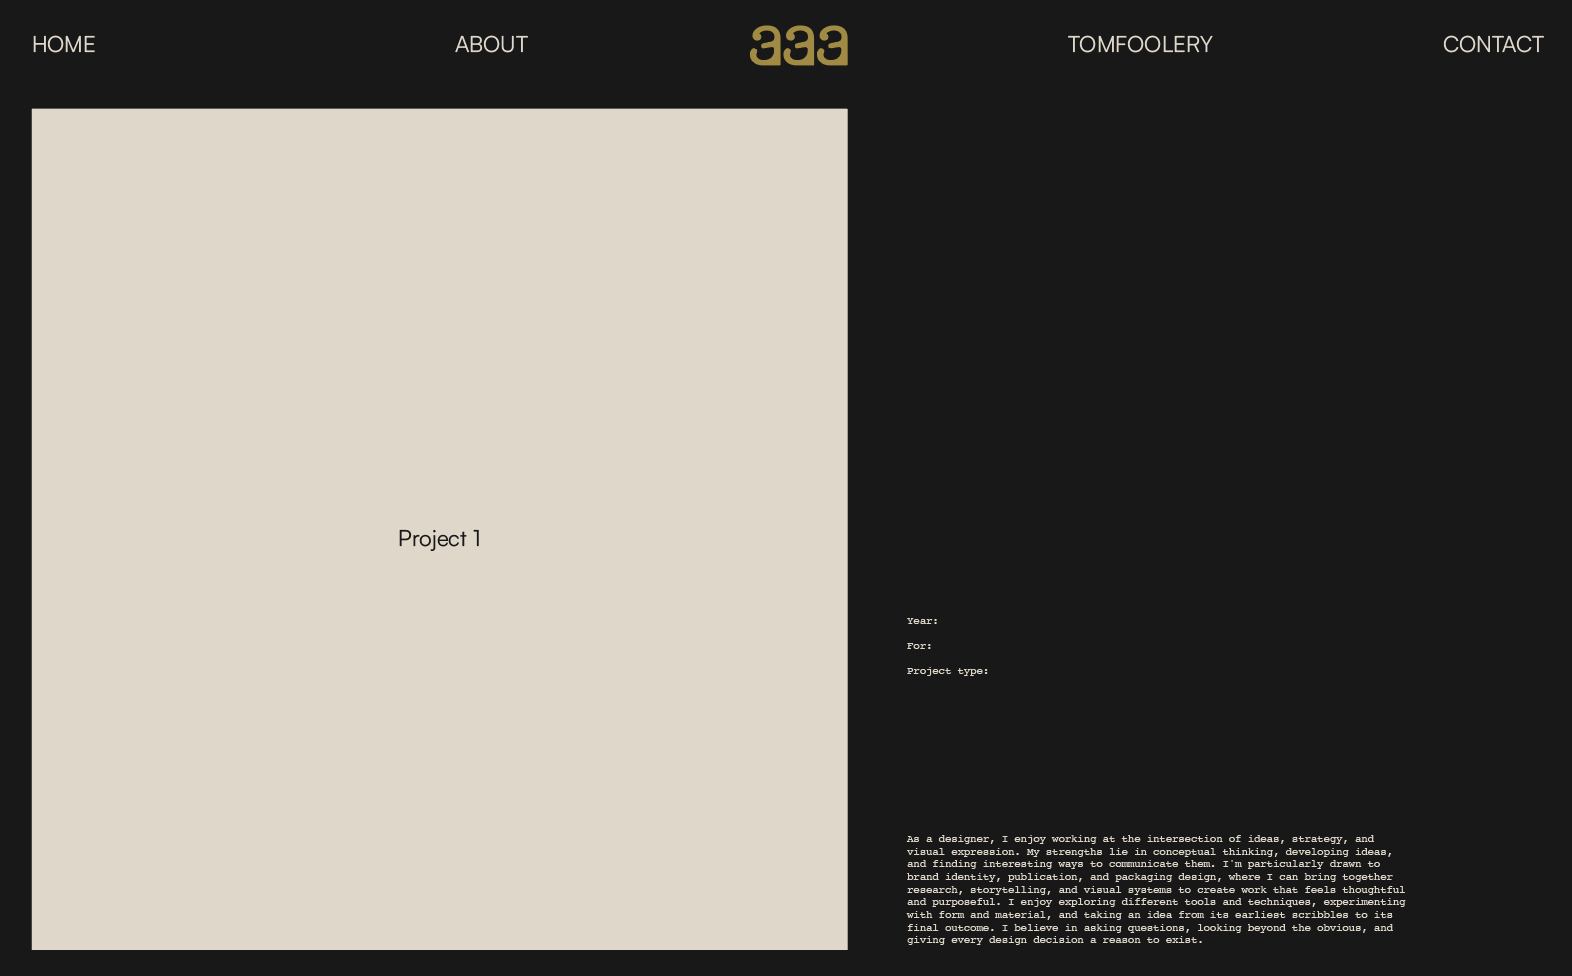 HOME ABOUT aaa TOMFOOLERY CONTACT
Project 1
Year:
For:
Project type:
As a designer, I enjoy working at the intersection of ideas, strategy, and
visual expression. My strengths lie in conceptual thinking, developing ideas,
and finding interesting ways to communicate them. I'm particularly drawn to
brand identity, publication, and packaging design, where I can bring together
research, storytelling, and visual systems to create work that feels thoughtful
and purposeful. I enjoy exploring different tools and techniques, experimenting
with form and material, and taking an idea from its earliest scribbles to its
final outcome. I believe in asking questions, looking beyond the obvious, and
giving every design decision a reason to exist.